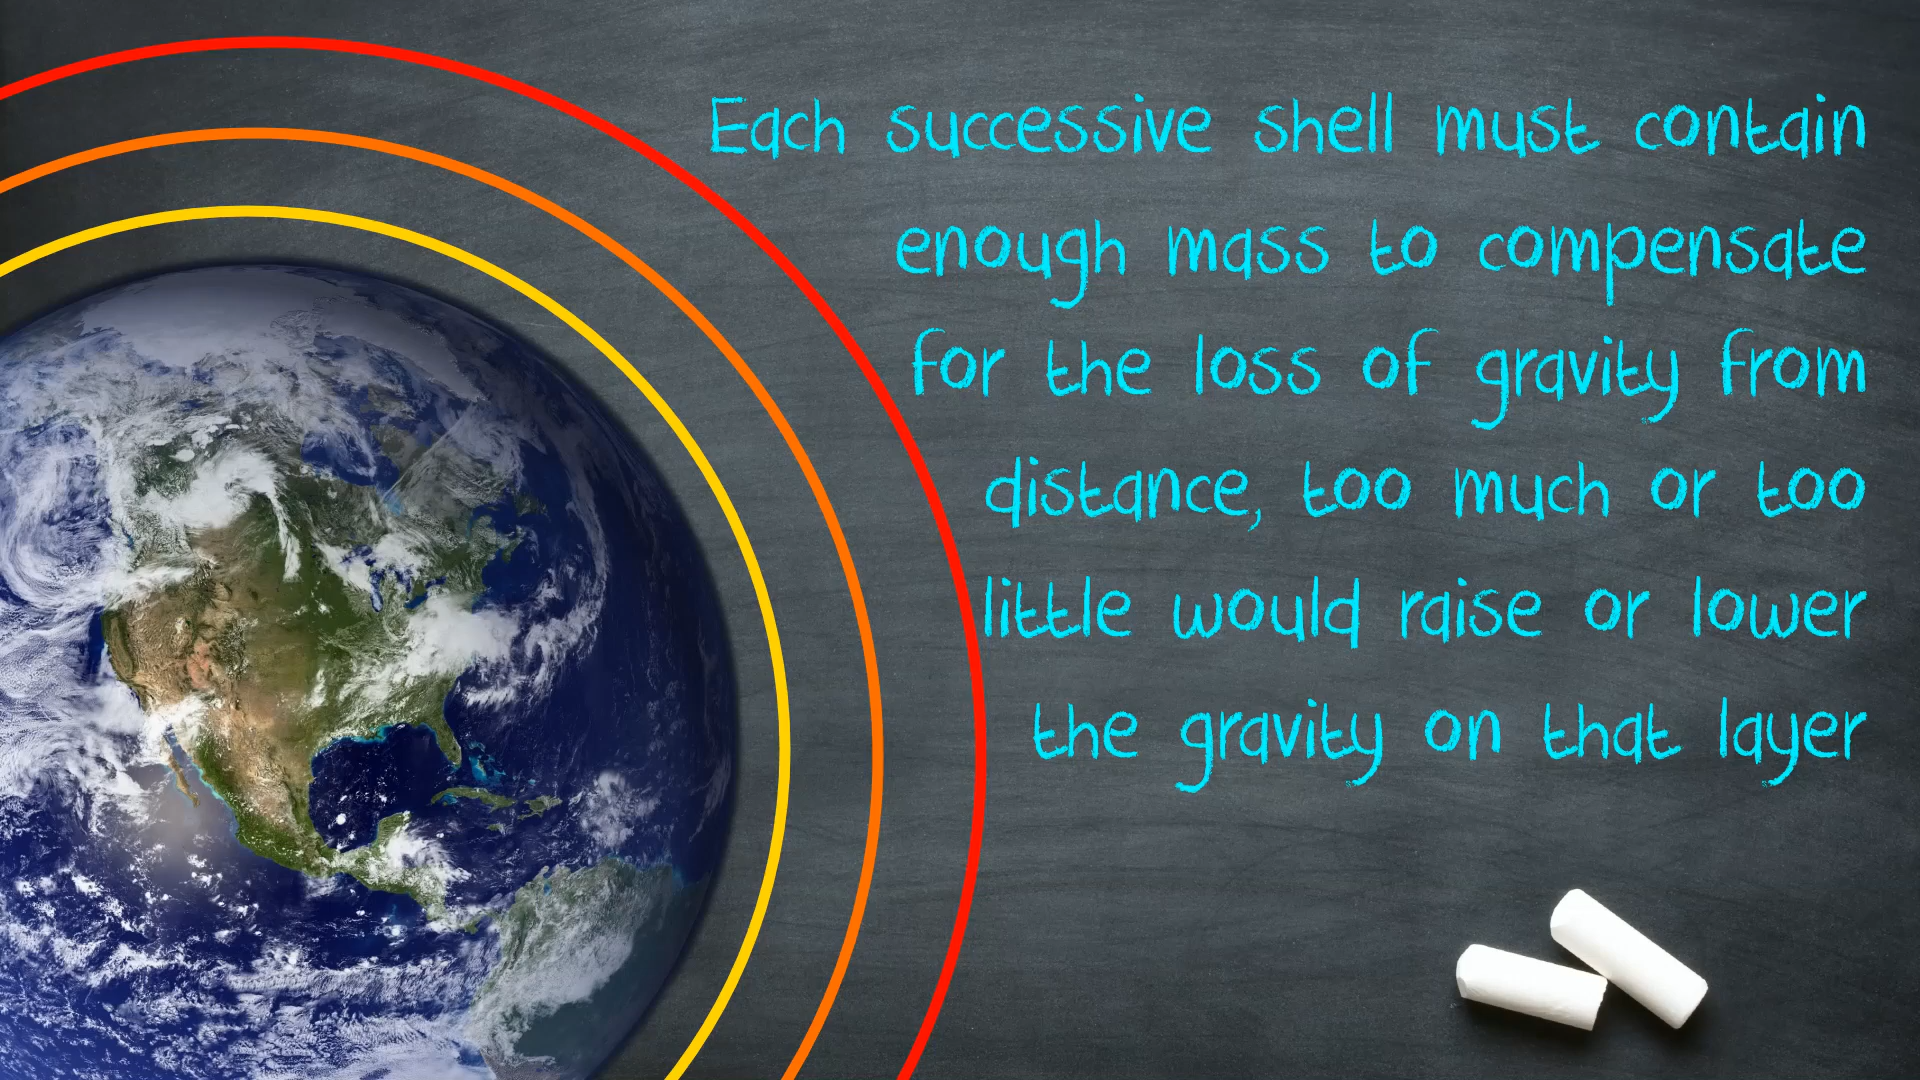 Each successive shell must contain
enough mass to compensate
for the loss of gravity from
distance, too much or too
little would raise or lower
the gravity on that layer